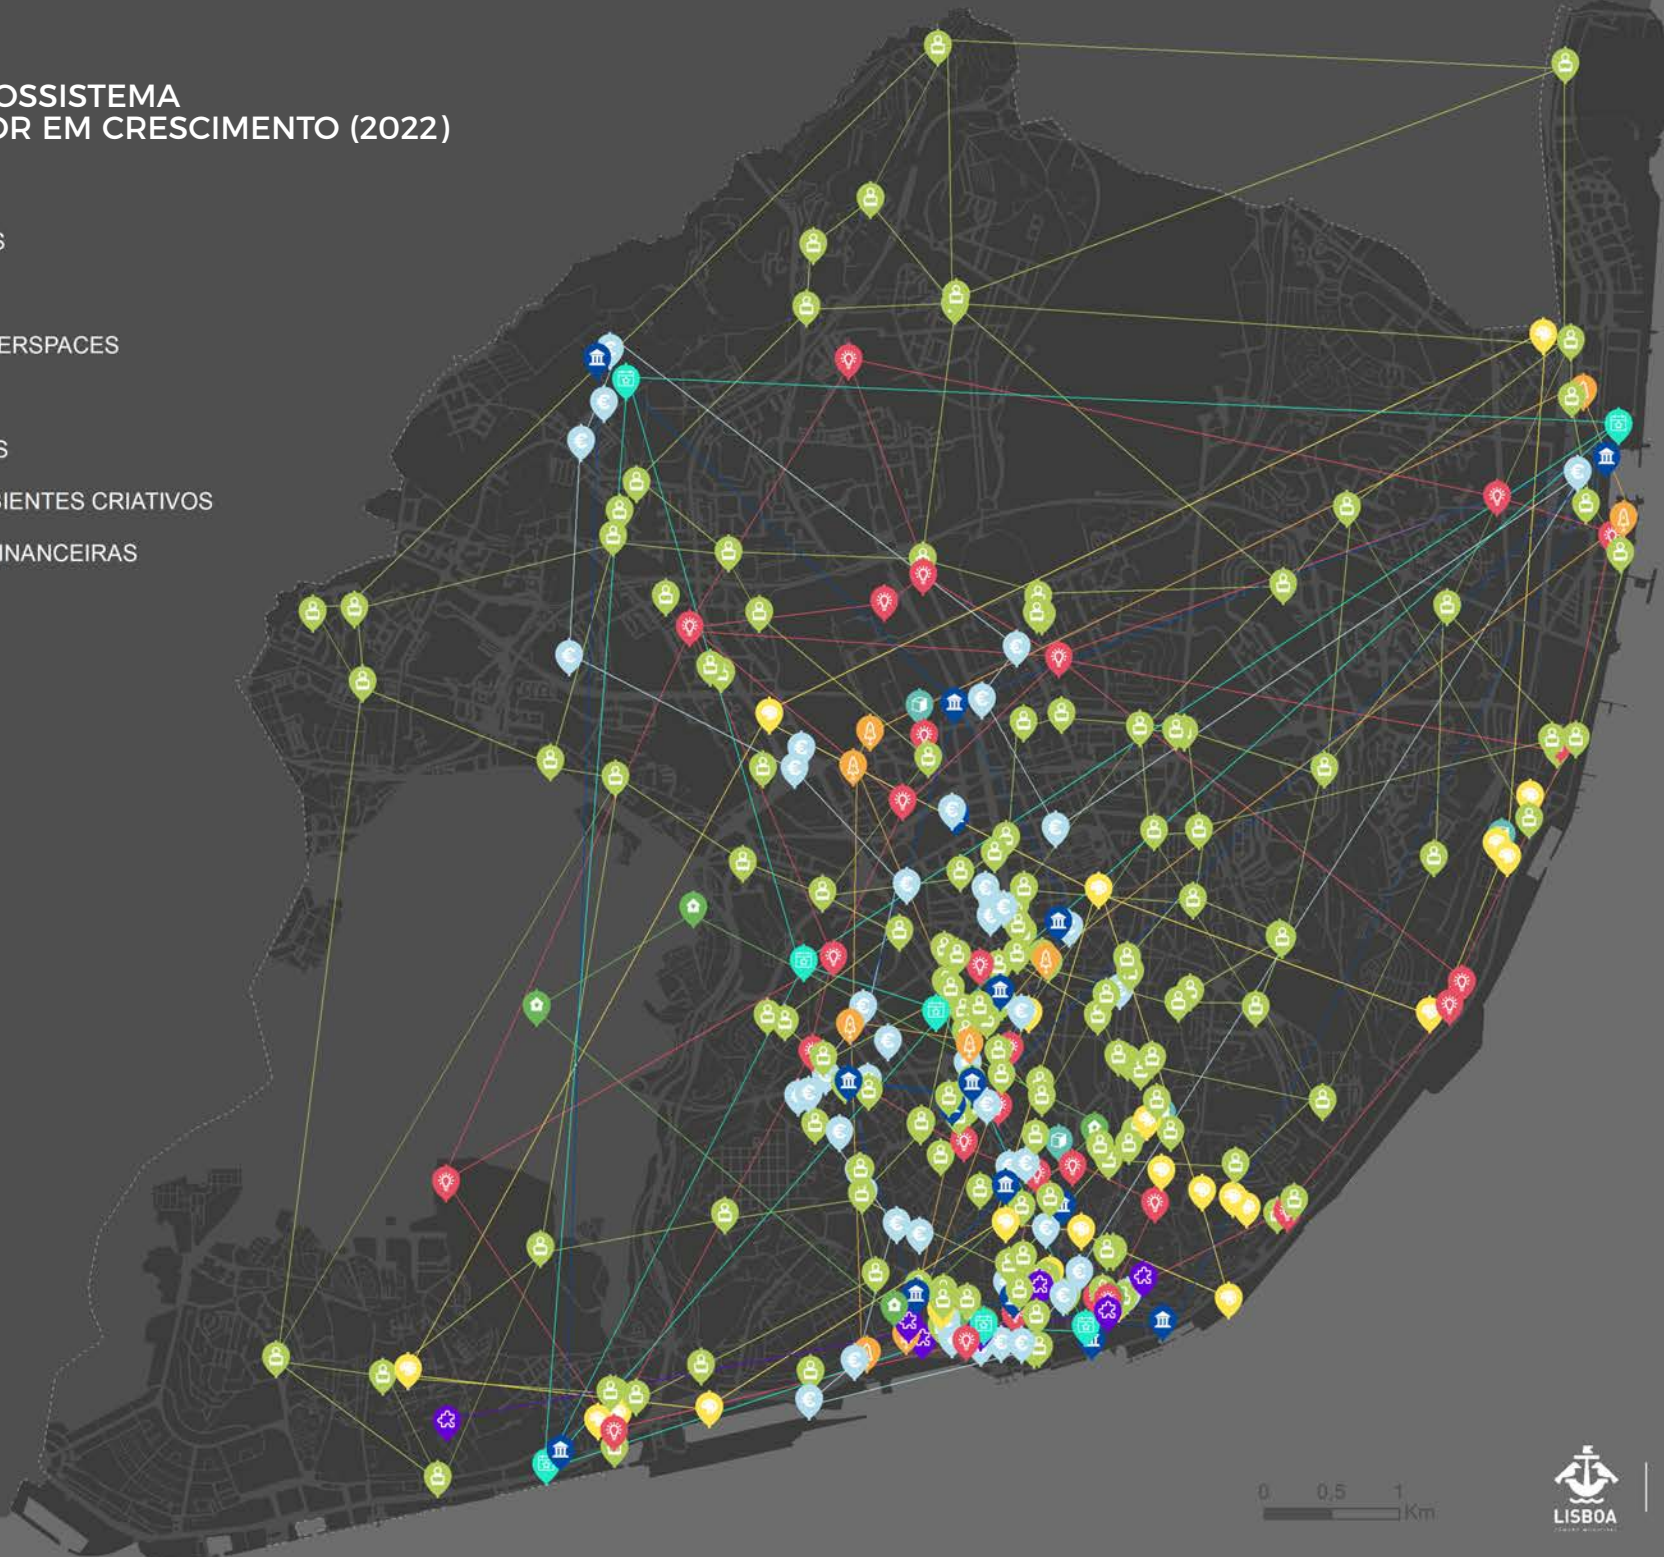 OSSISTEMA
OR EM CRESCIMENTO (2022)
S
ERSPACES
S
BIENTES CRIATIVOS
INANCEIRAS
0 0,5 1
Km
LISBOA